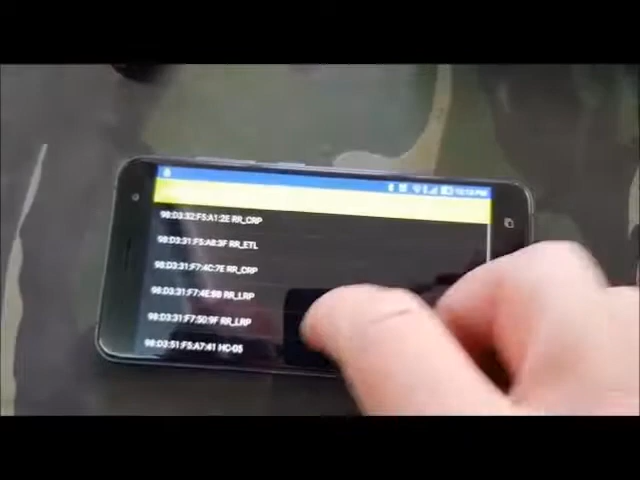 98:D3:32:F5:A1:2E RR_CRP
98:D3:31:F5:A8:3F RR_ETL
98:D3:31:F7:4C:7E RR_CRP
98:D3:31:F7:4E:9B RR_LRP
98:D3:31:F7:50:9F RR_LRP
98:D3:51:F5:A7:41 HC-05